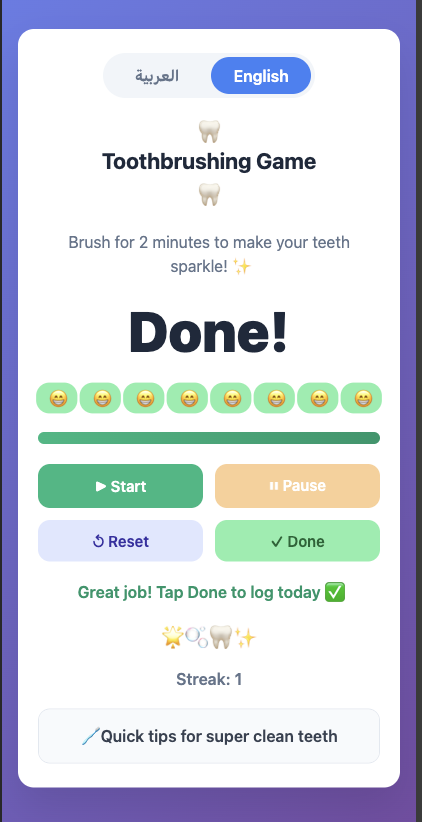 العربية English
🦷
Toothbrushing Game
🦷
Brush for 2 minutes to make your teeth
sparkle! ✨
Done!
😁 😁 😁 😁 😁 😁 😁 😁
▶ Start ⏸ Pause
↺ Reset ✓ Done
Great job! Tap Done to log today ✅
🌟🫧🦷✨
Streak: 1
🪥Quick tips for super clean teeth